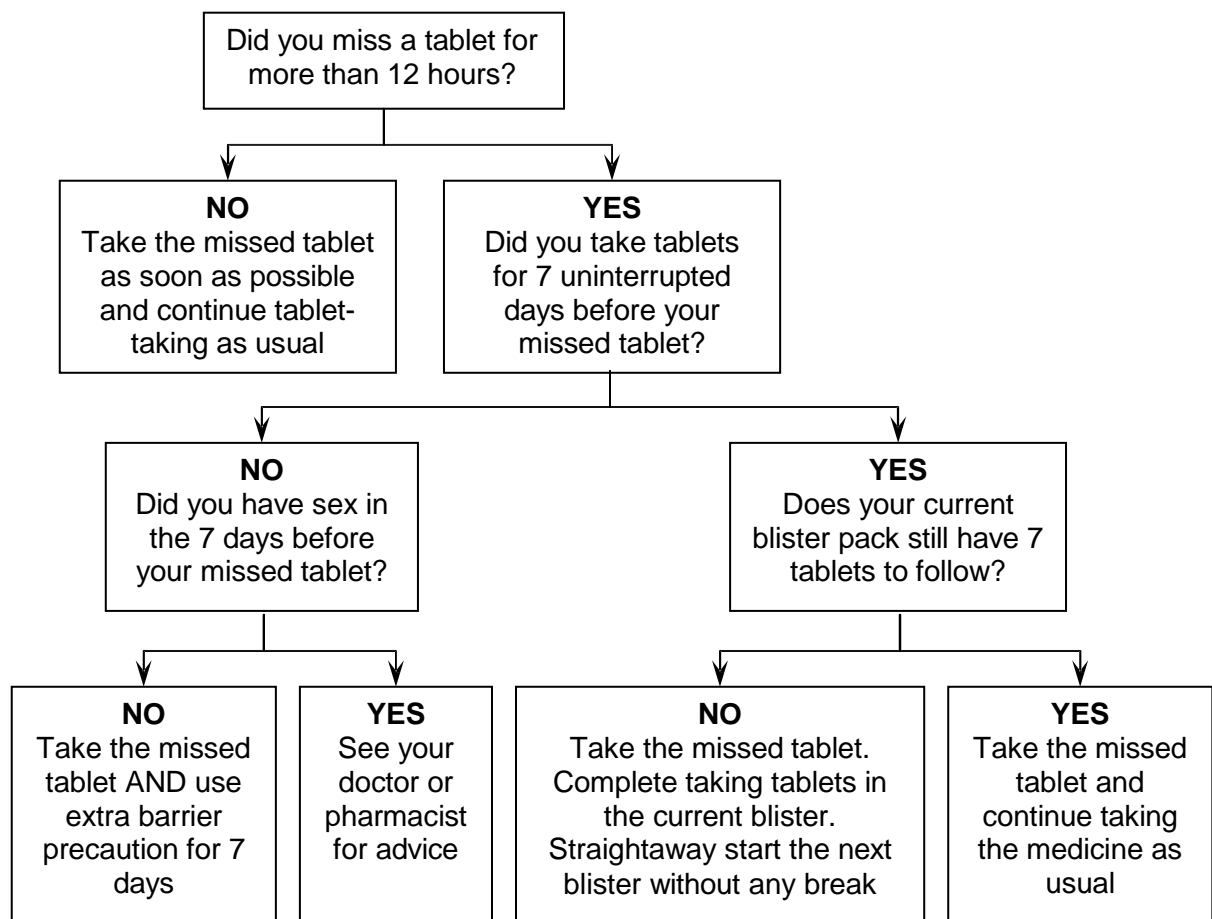 Did you miss a tablet for
more than 12 hours?
NO
Take the missed tablet
as soon as possible
and continue tablet-
taking as usual
YES
Did you take tablets
for 7 uninterrupted
days before your
missed tablet?
NO
Did you have sex in
the 7 days before
your missed tablet?
YES
Does your current
blister pack still have 7
tablets to follow?
NO
Take the missed
tablet AND use
extra barrier
precaution for 7
days
YES
See your
doctor or
pharmacist
for advice
NO
Take the missed tablet.
Complete taking tablets in
the current blister.
Straightaway start the next
blister without any break
YES
Take the missed
tablet and
continue taking
the medicine as
usual